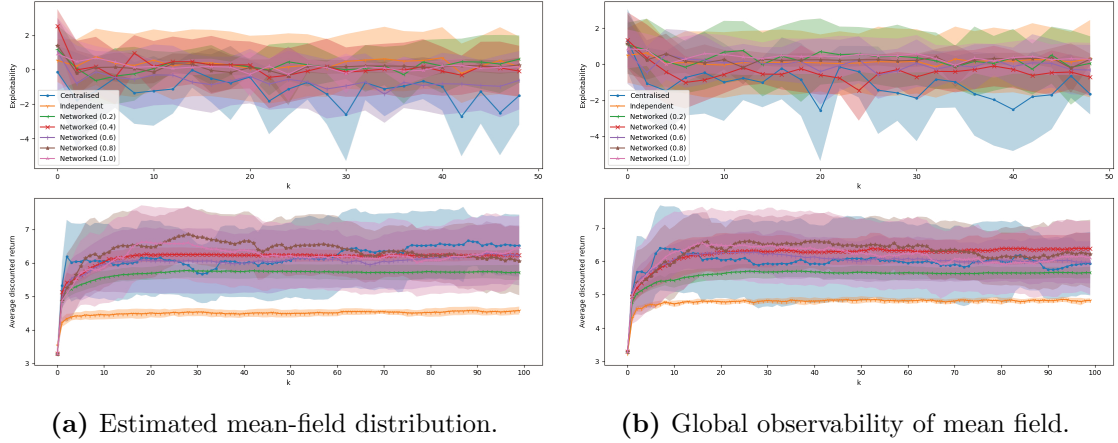 2
0
−2
−4
Exploitability
Centralised
Independent
Networked (0.2)
Networked (0.4)
Networked (0.6)
Networked (0.8)
Networked (1.0)
0 10 20 30 40 50
k
7
6
5
4
3
Average discounted return
0 10 20 30 40 50 60 70 80 90 100
k
(a) Estimated mean-field distribution.
2
0
−2
−4
Exploitability
Centralised
Independent
Networked (0.2)
Networked (0.4)
Networked (0.6)
Networked (0.8)
Networked (1.0)
0 10 20 30 40 50
k
7
6
5
4
3
Average discounted return
0 10 20 30 40 50 60 70 80 90 100
k
(b) Global observability of mean field.